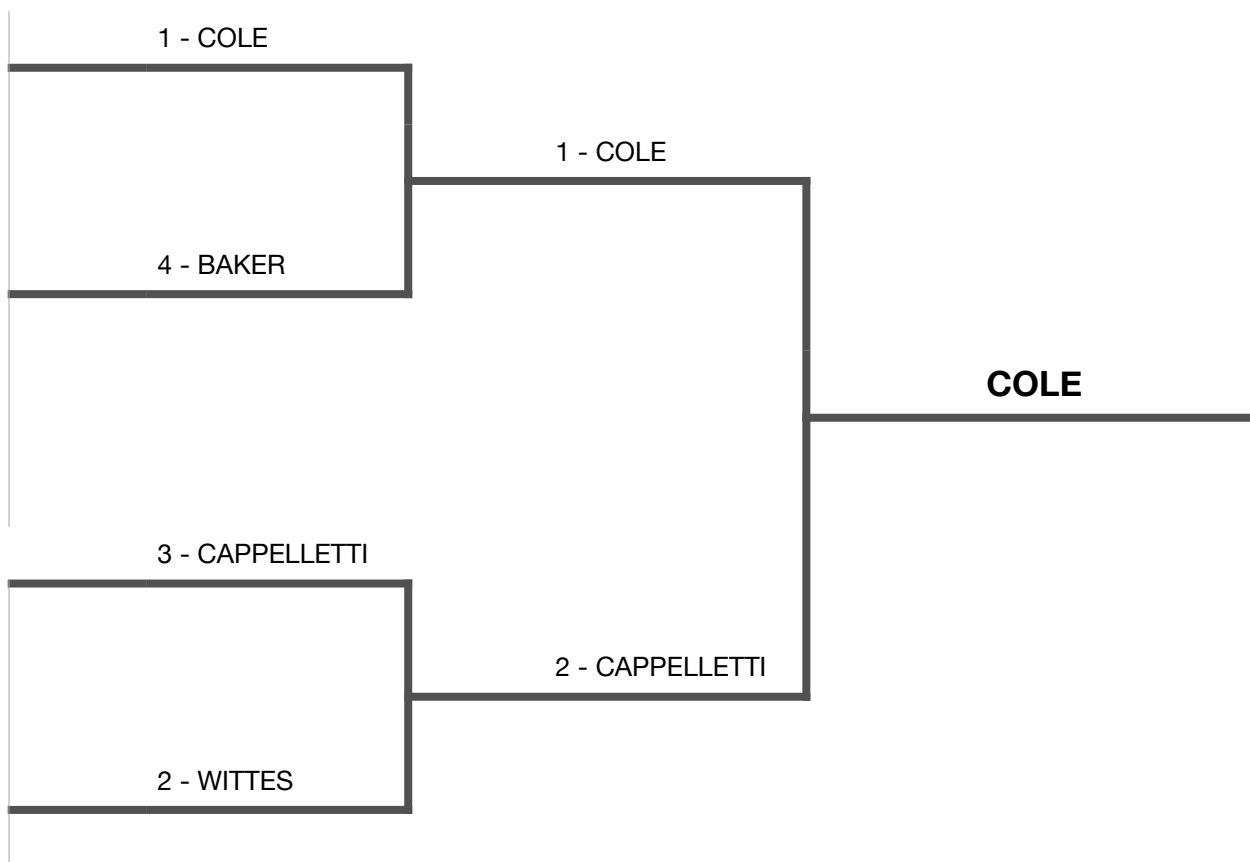 1 - COLE
1 - COLE
4 - BAKER
COLE
3 - CAPPELLETTI
2 - CAPPELLETTI
2 - WITTES